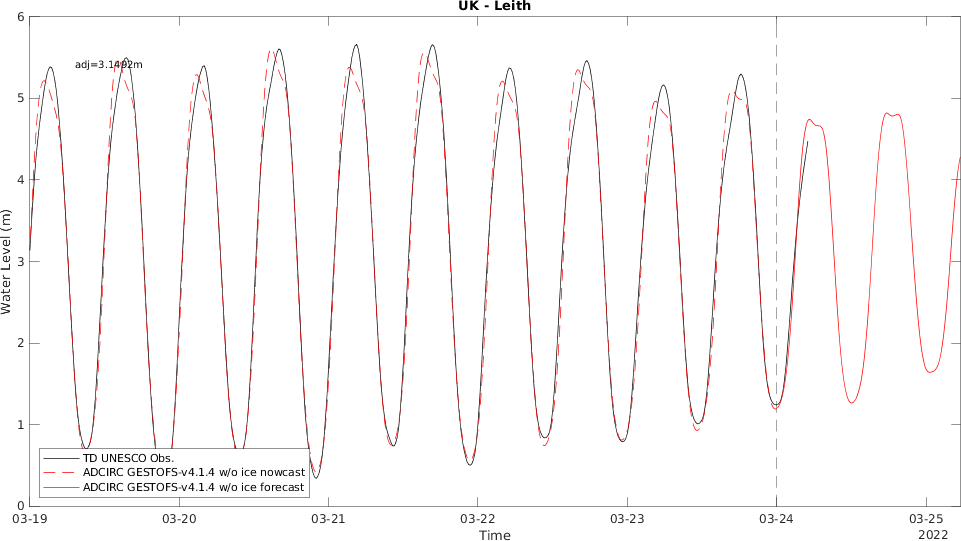 UK - Leith
adj=3.1492m
Water Level (m)
6
5
4
3
2
1
0
TD UNESCO Obs.
ADCIRC GESTOFS-v4.1.4 w/o ice nowcast
ADCIRC GESTOFS-v4.1.4 w/o ice forecast
03-19 03-20 03-21 03-22 03-23 03-24 03-25
Time 2022